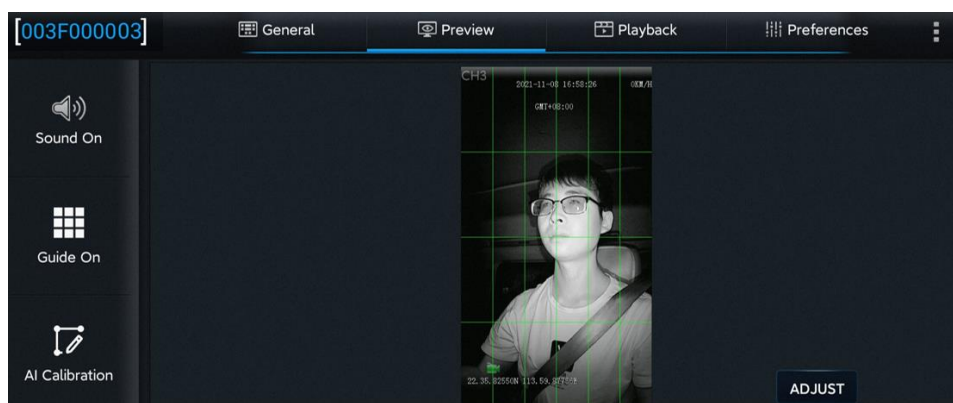 [003F000003]
General
Preview
Playback
Preferences
Sound On
Guide On
AI Calibration
CH3
2021-11-08 16:58:26
0KM/H
GMT+08:00
ADJUST